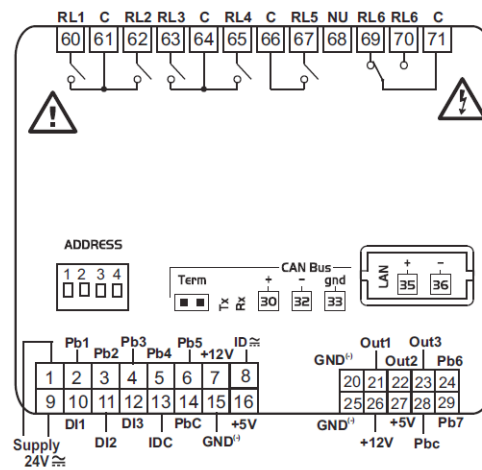 RL1 C RL2 RL3 C RL4 C RL5 NU RL6 RL6 C
60 61 62 63 64 65 66 67 68 69 70 71
ADDRESS
1 2 3 4
Term
Tx
Rx
CAN Bus
+ - gnd
30 32 33
LAN
+ -
35 36
Pb1 Pb2 Pb3 Pb4 Pb5 +12V ID≂
1 2 3 4 5 6 7 8
9 10 11 12 13 14 15 16
DI1 DI2 DI3 IDC PbC GND(-) +5V
Supply
24V ≂
GND(-) Out1 Out2 Out3 Pb6
20 21 22 23 24
25 26 27 28 29
GND(-) +12V +5V Pbc Pb7